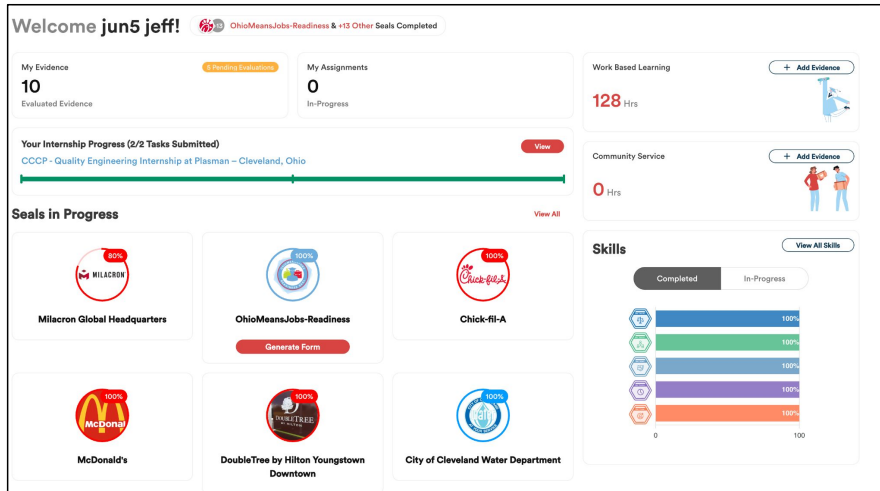 Welcome jun5 jeff!
+13
OhioMeansJobs-Readiness & +13 Other Seals Completed
My Evidence
5 Pending Evaluations
10
Evaluated Evidence
My Assignments
0
In-Progress
Work Based Learning
+ Add Evidence
128 Hrs
Your Internship Progress (2/2 Tasks Submitted)
View
CCCP - Quality Engineering Internship at Plasman – Cleveland, Ohio
Community Service
+ Add Evidence
0 Hrs
Seals in Progress
View All
80%
MILACRON
Milacron Global Headquarters
100%
OhioMeansJobs-Readiness
Generate Form
100%
Chick-fil-A
Chick-fil-A
Skills
View All Skills
Completed
In-Progress
100%
100%
100%
100%
100%
0
100
100%
McDonal
McDonald's
100%
DOUBLETREE
BY HILTON
DoubleTree by Hilton Youngstown
Downtown
100%
City of Cleveland Water Department